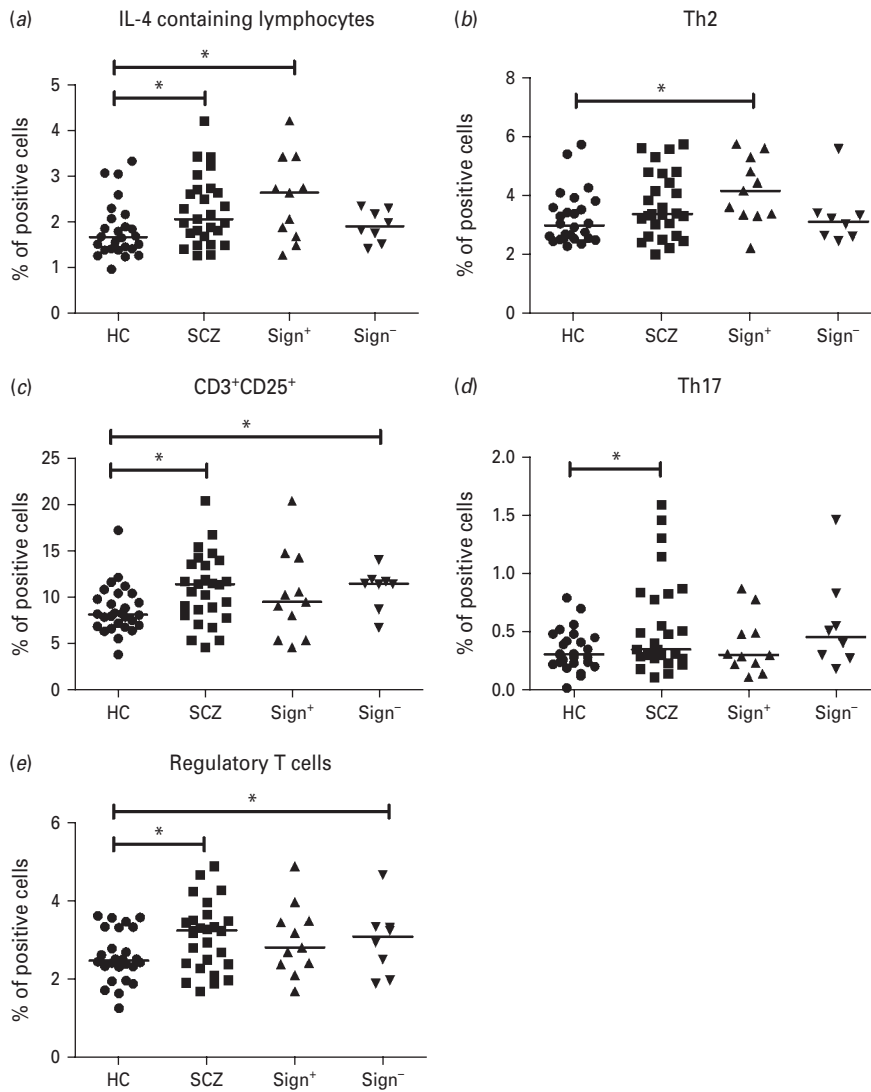 (a) IL-4 containing lymphocytes
*
*
5
4
3
2
1
0
% of positive cells
HC SCZ Sign⁺ Sign⁻
(b) Th2
*
8
6
4
2
0
% of positive cells
HC SCZ Sign⁺ Sign⁻
(c) CD3⁺CD25⁺
*
*
25
20
15
10
5
0
% of positive cells
HC SCZ Sign⁺ Sign⁻
(d) Th17
*
2.0
1.5
1.0
0.5
0.0
% of positive cells
HC SCZ Sign⁺ Sign⁻
(e) Regulatory T cells
*
*
6
4
2
0
% of positive cells
HC SCZ Sign⁺ Sign⁻